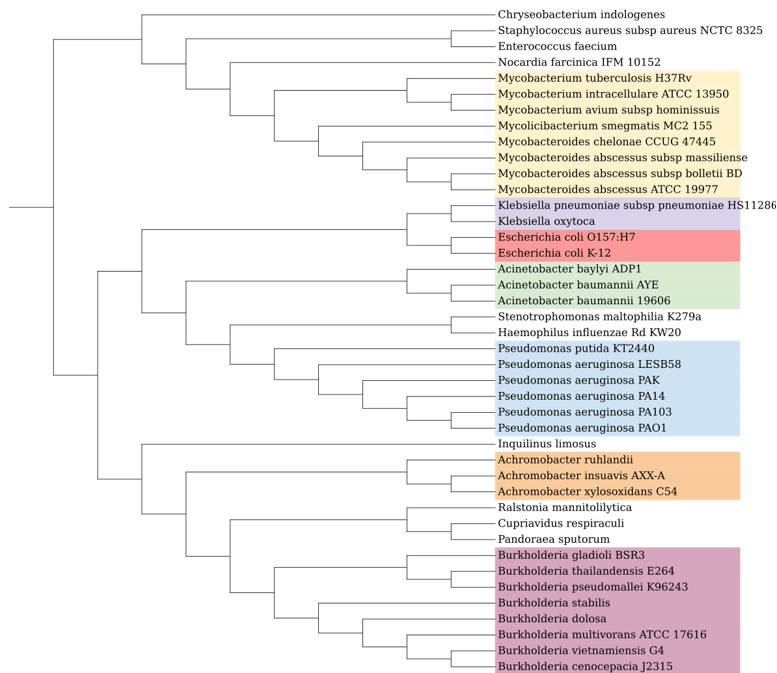 Chryseobacterium indologenes
Staphylococcus aureus subsp aureus NCTC 8325
Enterococcus faecium
Nocardia farcinica IFM 10152
Mycobacterium tuberculosis H37Rv
Mycobacterium intracellulare ATCC 13950
Mycobacterium avium subsp hominissuis
Mycolicibacterium smegmatis MC2 155
Mycobacteroides chelonae CCUG 47445
Mycobacteroides abscessus subsp massiliense
Mycobacteroides abscessus subsp bolletii BD
Mycobacteroides abscessus ATCC 19977
Klebsiella pneumoniae subsp pneumoniae HS11286
Klebsiella oxytoca
Escherichia coli O157:H7
Escherichia coli K-12
Acinetobacter baylyi ADP1
Acinetobacter baumannii AYE
Acinetobacter baumannii 19606
Stenotrophomonas maltophilia K279a
Haemophilus influenzae Rd KW20
Pseudomonas putida KT2440
Pseudomonas aeruginosa LESB58
Pseudomonas aeruginosa PAK
Pseudomonas aeruginosa PA14
Pseudomonas aeruginosa PA103
Pseudomonas aeruginosa PAO1
Inquilinus limosus
Achromobacter ruhlandii
Achromobacter insuavis AXX-A
Achromobacter xylosoxidans C54
Ralstonia mannitolilytica
Cupriavidus respiraculi
Pandoraea sputorum
Burkholderia gladioli BSR3
Burkholderia thailandensis E264
Burkholderia pseudomallei K96243
Burkholderia stabilis
Burkholderia dolosa
Burkholderia multivorans ATCC 17616
Burkholderia vietnamiensis G4
Burkholderia cenocepacia J2315